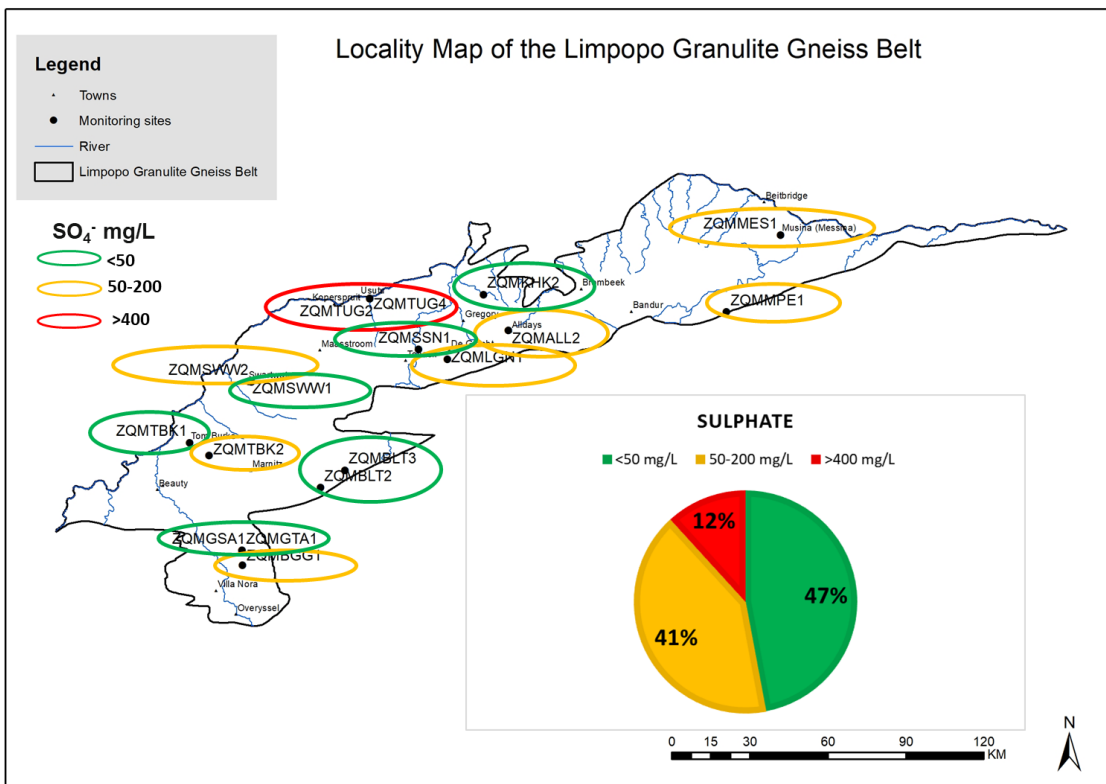 Locality Map of the Limpopo Granulite Gneiss Belt
Legend
Towns
Monitoring sites
River
Limpopo Granulite Gneiss Belt
SO₄⁻ mg/L
<50
50-200
>400
Beitbridge
ZQMMES1
Musina (Messina)
ZQMKHK2
Brombeek
Usutu
ZQMTUG4
ZQMTUG2
Gregory
ZQMMPE1
Bandur
Alldays
ZQMALL2
ZQMSSN1
Maasstroom
ZQMLGN1
ZQMSWW2
ZQMSWW1
ZQMTBK1
ZQMTBK2
Marnitz
ZQMBLT3
ZQMBLT2
Beauty
ZQMGSA1
ZQMGTA1
ZQMBGG1
Villa Nora
Overyssel
SULPHATE
<50 mg/L 50-200 mg/L >400 mg/L
12%
47%
41%
0 15 30 60 90 120
KM
N